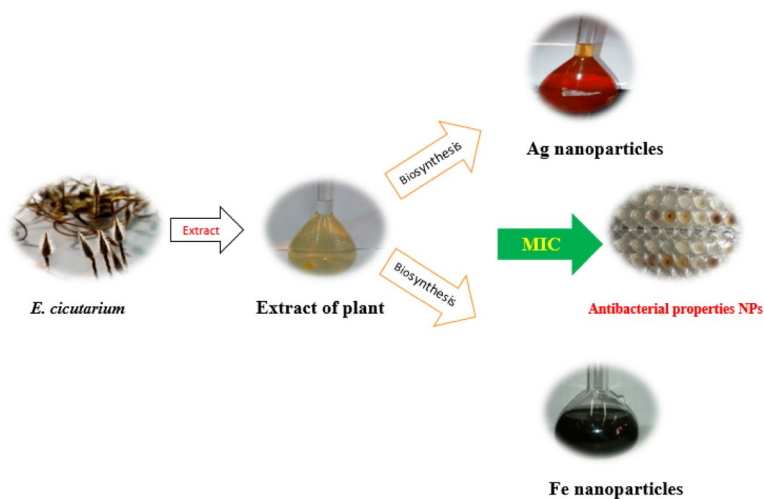 Ag nanoparticles
Biosynthesis
Extract
MIC
E. cicutarium
Extract of plant
Biosynthesis
Antibacterial properties NPs
Fe nanoparticles